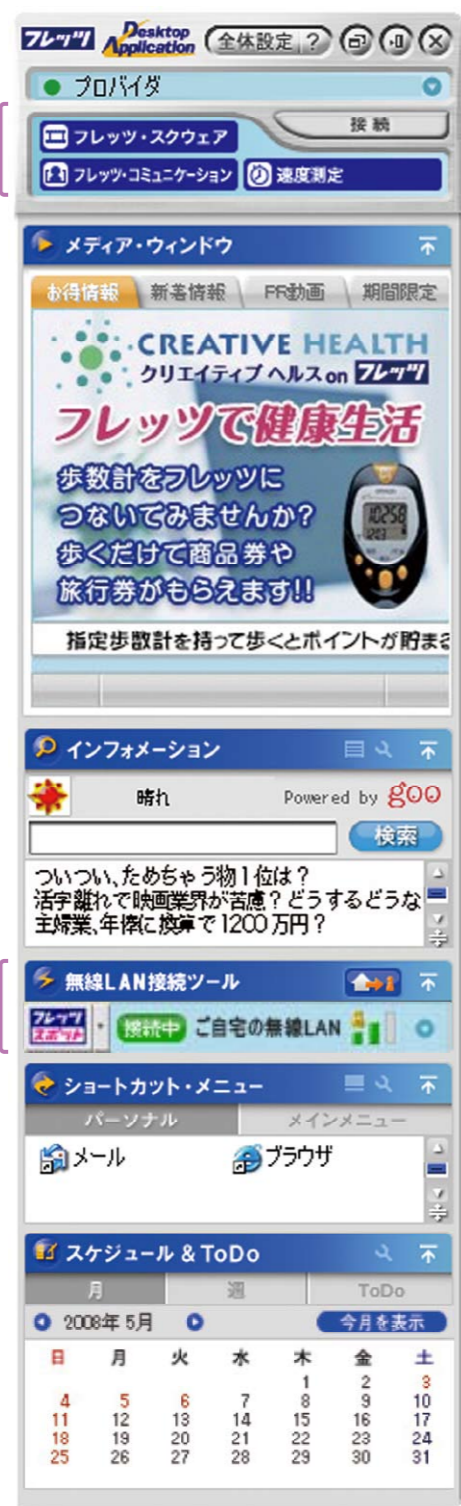 フレッツ Desktop Application 全体設定 ?
プロバイダ
接続
フレッツ・スクウェア
フレッツ・コミュニケーション 速度測定
メディア・ウィンドウ
お得情報 新着情報 PR動画 期間限定
CREATIVE HEALTH
クリエイティブ ヘルス on フレッツ
フレッツで健康生活
歩数計をフレッツに
つないでみませんか?
歩くだけで商品券や
旅行券がもらえます!!
10258
指定歩数計を持って歩くとポイントが貯まる
インフォメーション
晴れ Powered by goo
検索
ついつい、ためちゃう物1位は?
活字離れで映画業界が苦慮?どうするどうな
主婦業、年俸に換算で1200万円?
無線LAN接続ツール
フレッツ スポット 接続中 ご自宅の無線LAN
ショートカット・メニュー
パーソナル メインメニュー
メール ブラウザ
スケジュール & ToDo
月 週 ToDo
2008年 5月 今月を表示
日 月 火 水 木 金 土
1 2 3
4 5 6 7 8 9 10
11 12 13 14 15 16 17
18 19 20 21 22 23 24
25 26 27 28 29 30 31